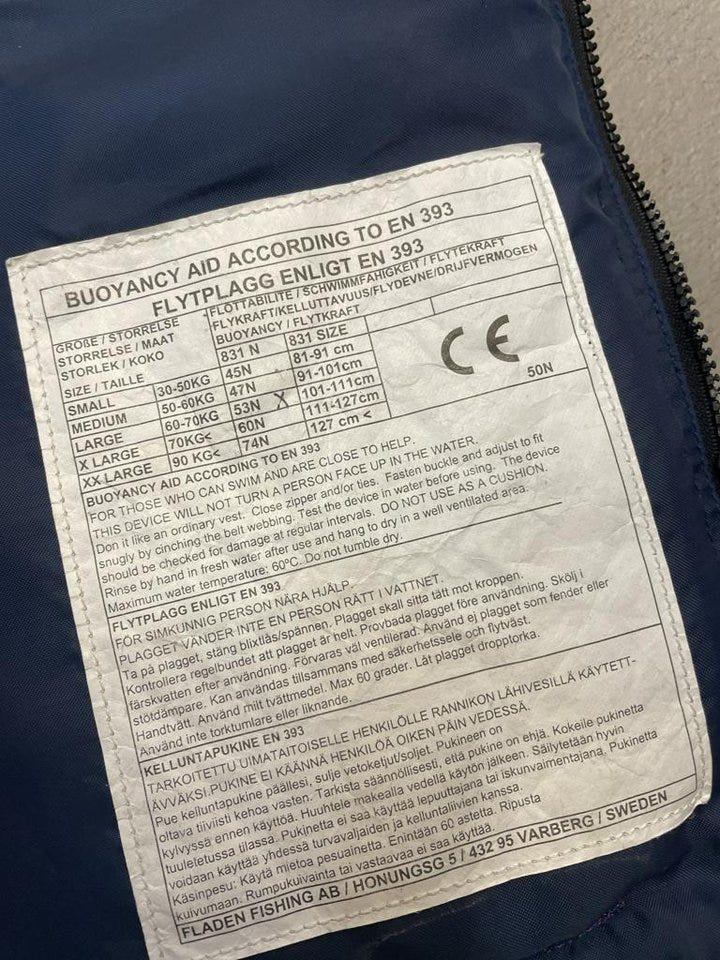 BUOYANCY AID ACCORDING TO EN 393
FLYTPLAGG ENLIGT EN 393
GROßE / STORRELSE
STORRELSE / MAAT
STORLEK / KOKO
SIZE / TAILLE
FLOTTABILITE / SCHWIMMFÄHIGKEIT / FLYTEKRAFT
FLYKRAFT/KELLUTTAVUUS/FLYDEVNE/DRIJFVERMOGEN
BUOYANCY / FLYTKRAFT
831 N 831 SIZE
SMALL 30-50KG 45N 81-91 cm
MEDIUM 50-60KG 47N 91-101cm
LARGE 60-70KG 53N X 101-111cm
X LARGE 70KG< 60N 111-127cm
XX LARGE 90 KG< 74N 127 cm <
CE
50N
BUOYANCY AID ACCORDING TO EN 393
FOR THOSE WHO CAN SWIM AND ARE CLOSE TO HELP.
THIS DEVICE WILL NOT TURN A PERSON FACE UP IN THE WATER.
Don it like an ordinary vest. Close zipper and/or ties. Fasten buckle and adjust to fit
snugly by cinching the belt webbing. Test the device in water before using. The device
should be checked for damage at regular intervals. DO NOT USE AS A CUSHION.
Rinse by hand in fresh water after use and hang to dry in a well ventilated area.
Maximum water temperature: 60ºC. Do not tumble dry.
FLYTPLAGG ENLIGT EN 393
FÖR SIMKUNNIG PERSON NÄRA HJÄLP.
PLAGGET VÄNDER INTE EN PERSON RÄTT I VATTNET.
Ta på plagget, stäng blixtlås/spännen. Plagget skall sitta tätt mot kroppen.
Kontrollera regelbundet att plagget är helt. Provbada plagget före användning. Skölj i
färskvatten efter användning. Förvaras väl ventilerad. Använd ej plagget som fender eller
stötdämpare. Kan användas tillsammans med säkerhetssele och flytväst.
Handtvätt. Använd milt tvättmedel. Max 60 grader. Låt plagget dropptorka.
Använd inte torktumlare eller liknande.
KELLUNTAPUKINE EN 393
TARKOITETTU UIMATAITOISELLE HENKILÖLLE RANNIKON LÄHIVESILLÄ KÄYTETT-
ÄVVÄKSI.PUKINE EI KÄÄNNÄ HENKILÖÄ OIKEN PÄIN VEDESSÄ.
Pue kelluntapukine päällesi, sulje vetoketju/soljet. Pukineen on
oltava tiiviisti kehoa vasten. Tarkista säännöllisesti, että pukine on ehjä. Kokeile pukinetta
kylvyssä ennen käyttöä. Huuhtele makealla vedellä käytön jälkeen. Säilytetään hyvin
tuuletetussa tilassa. Pukinetta ei saa käyttää lepuuttajana tai iskunvaimentajana. Pukinetta
voidaan käyttää yhdessä turvavaljaiden ja kelluntaliivien kanssa.
Käsinpesu: Käytä mietoa pesuainetta. Enintään 60 astetta. Ripusta
kuivumaan. Rumpukuivainta tai vastaavaa ei saa käyttää.
FLADEN FISHING AB / HONUNGSG 5 / 432 95 VARBERG / SWEDEN